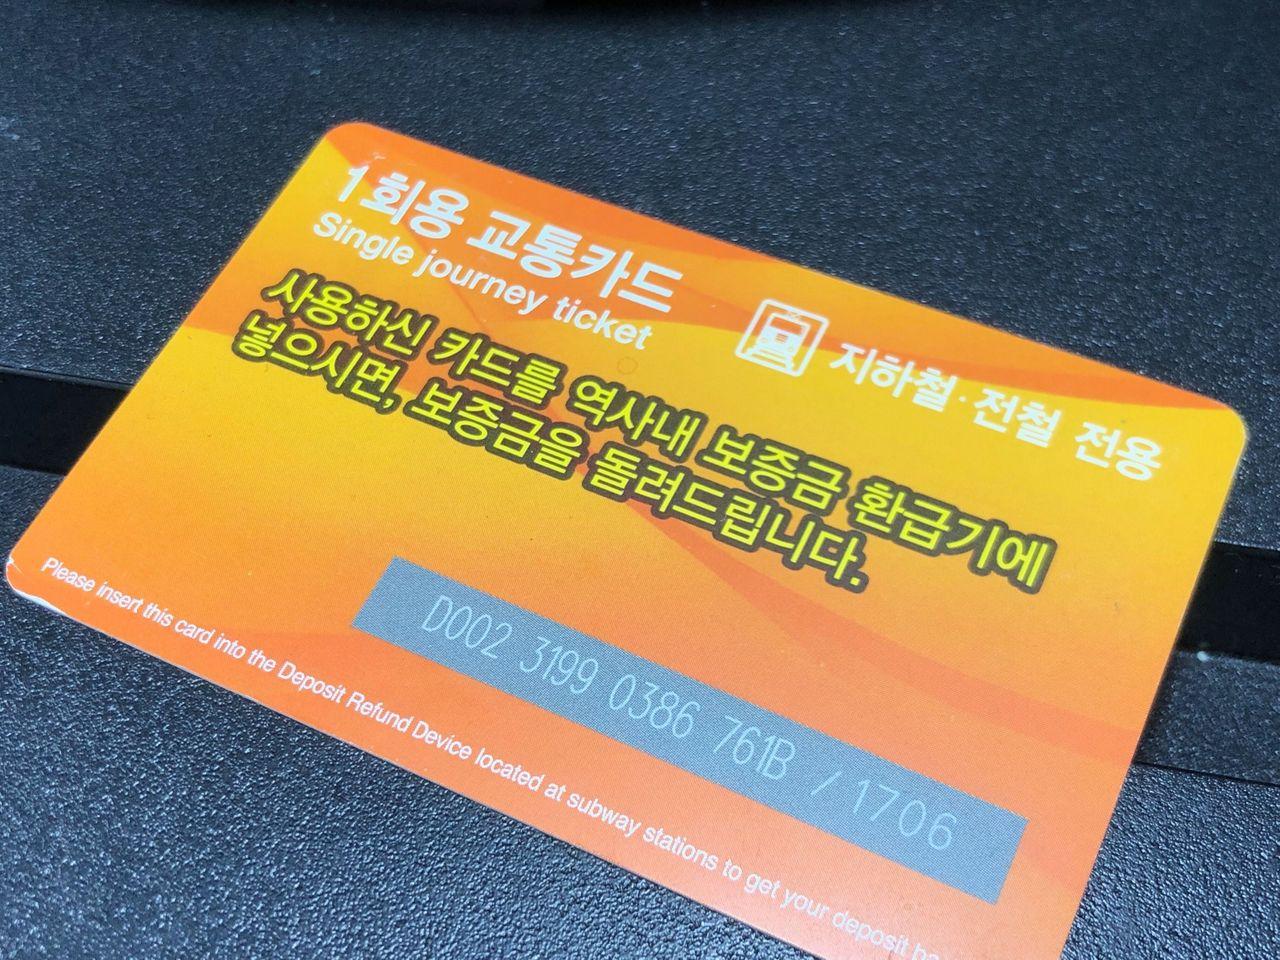 1회용 교통카드
Single journey ticket
지하철·전철 전용
사용하신 카드를 역사내 보증금 환급기에
넣으시면, 보증금을 돌려드립니다.
D002 3199 0386 761B / 1706
Please insert this card into the Deposit Refund Device located at subway stations to get your deposit ba